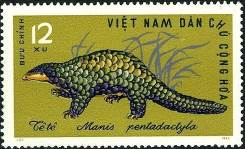 BƯU CHÍNH
12
XU
VIỆT NAM DÂN CHỦ CỘNG HÒA
Tê tê Manis pentadactyla